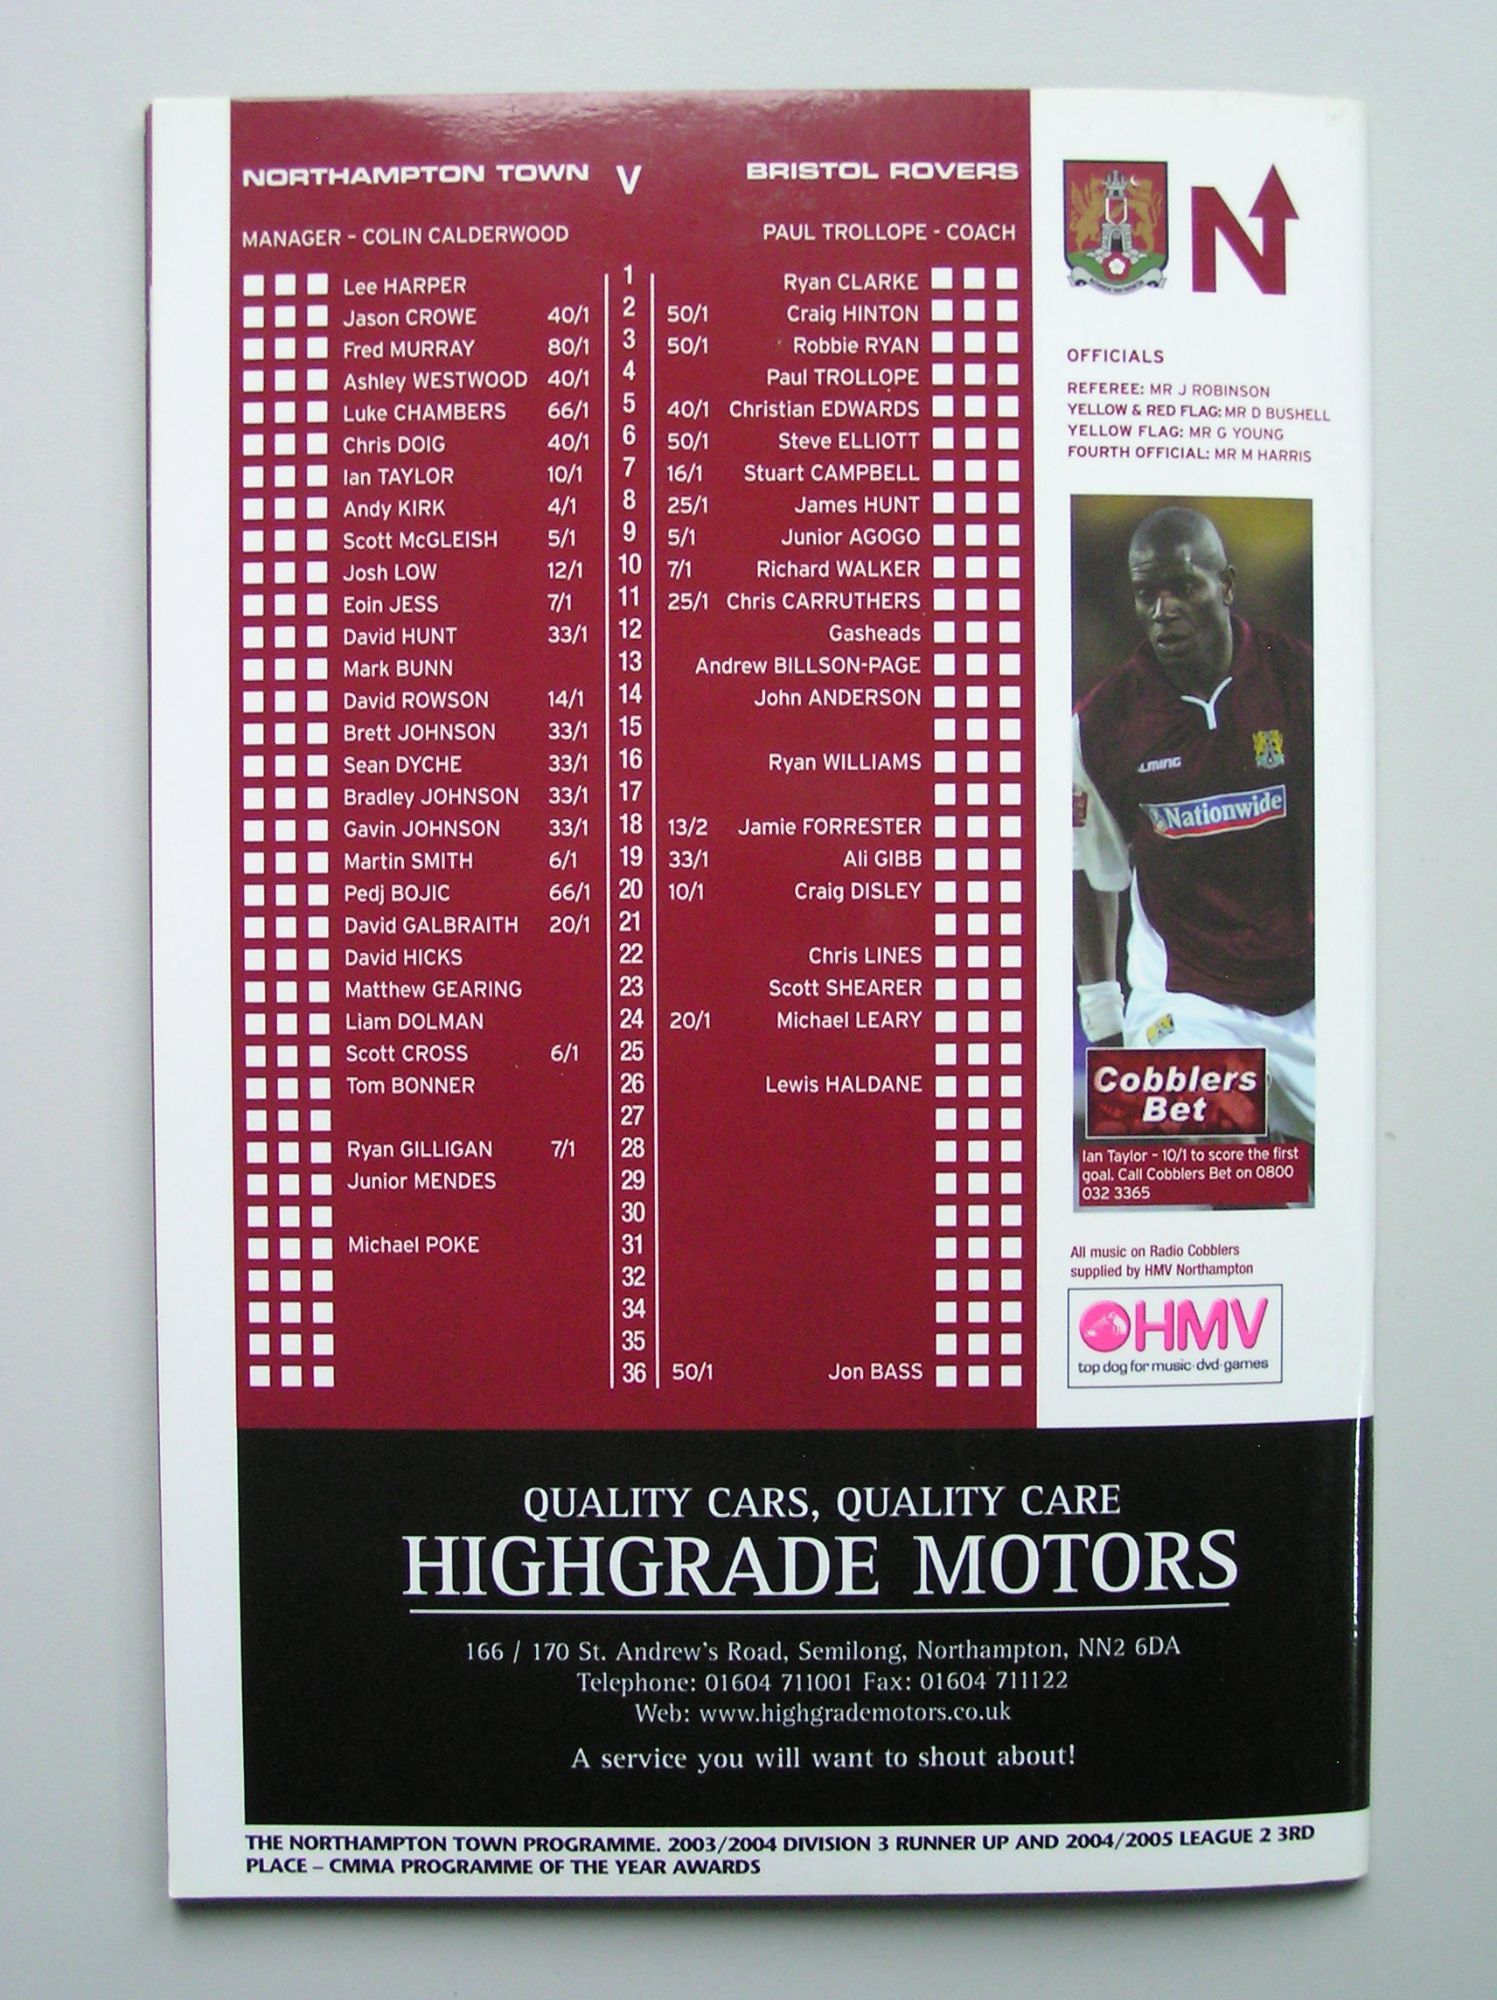 NORTHAMPTON TOWN V BRISTOL ROVERS
MANAGER - COLIN CALDERWOOD PAUL TROLLOPE - COACH
Lee HARPER 1 Ryan CLARKE
Jason CROWE 40/1 2 50/1 Craig HINTON
Fred MURRAY 80/1 3 50/1 Robbie RYAN
Ashley WESTWOOD 40/1 4 Paul TROLLOPE
Luke CHAMBERS 66/1 5 40/1 Christian EDWARDS
Chris DOIG 40/1 6 50/1 Steve ELLIOTT
Ian TAYLOR 10/1 7 16/1 Stuart CAMPBELL
Andy KIRK 4/1 8 25/1 James HUNT
Scott McGLEISH 5/1 9 5/1 Junior AGOGO
Josh LOW 12/1 10 7/1 Richard WALKER
Eoin JESS 7/1 11 25/1 Chris CARRUTHERS
David HUNT 33/1 12 Gasheads
Mark BUNN 13 Andrew BILLSON-PAGE
David ROWSON 14/1 14 John ANDERSON
Brett JOHNSON 33/1 15
Sean DYCHE 33/1 16 Ryan WILLIAMS
Bradley JOHNSON 33/1 17
Gavin JOHNSON 33/1 18 13/2 Jamie FORRESTER
Martin SMITH 6/1 19 33/1 Ali GIBB
Pedj BOJIC 66/1 20 10/1 Craig DISLEY
David GALBRAITH 20/1 21
David HICKS 22 Chris LINES
Matthew GEARING 23 Scott SHEARER
Liam DOLMAN 24 20/1 Michael LEARY
Scott CROSS 6/1 25
Tom BONNER 26 Lewis HALDANE
27
Ryan GILLIGAN 7/1 28
Junior MENDES 29
30
Michael POKE 31
32
34
35
36 50/1 Jon BASS
N
OFFICIALS
REFEREE: MR J ROBINSON
YELLOW & RED FLAG: MR D BUSHELL
YELLOW FLAG: MR G YOUNG
FOURTH OFFICIAL: MR M HARRIS
Nationwide
Cobblers
Bet
Ian Taylor - 10/1 to score the first
goal. Call Cobblers Bet on 0800
032 3365
All music on Radio Cobblers
supplied by HMV Northampton
HMV
top dog for music·dvd·games
QUALITY CARS, QUALITY CARE
HIGHGRADE MOTORS
166 / 170 St. Andrew's Road, Semilong, Northampton, NN2 6DA
Telephone: 01604 711001 Fax: 01604 711122
Web: www.highgrademotors.co.uk
A service you will want to shout about!
THE NORTHAMPTON TOWN PROGRAMME. 2003/2004 DIVISION 3 RUNNER UP AND 2004/2005 LEAGUE 2 3RD
PLACE – CMMA PROGRAMME OF THE YEAR AWARDS